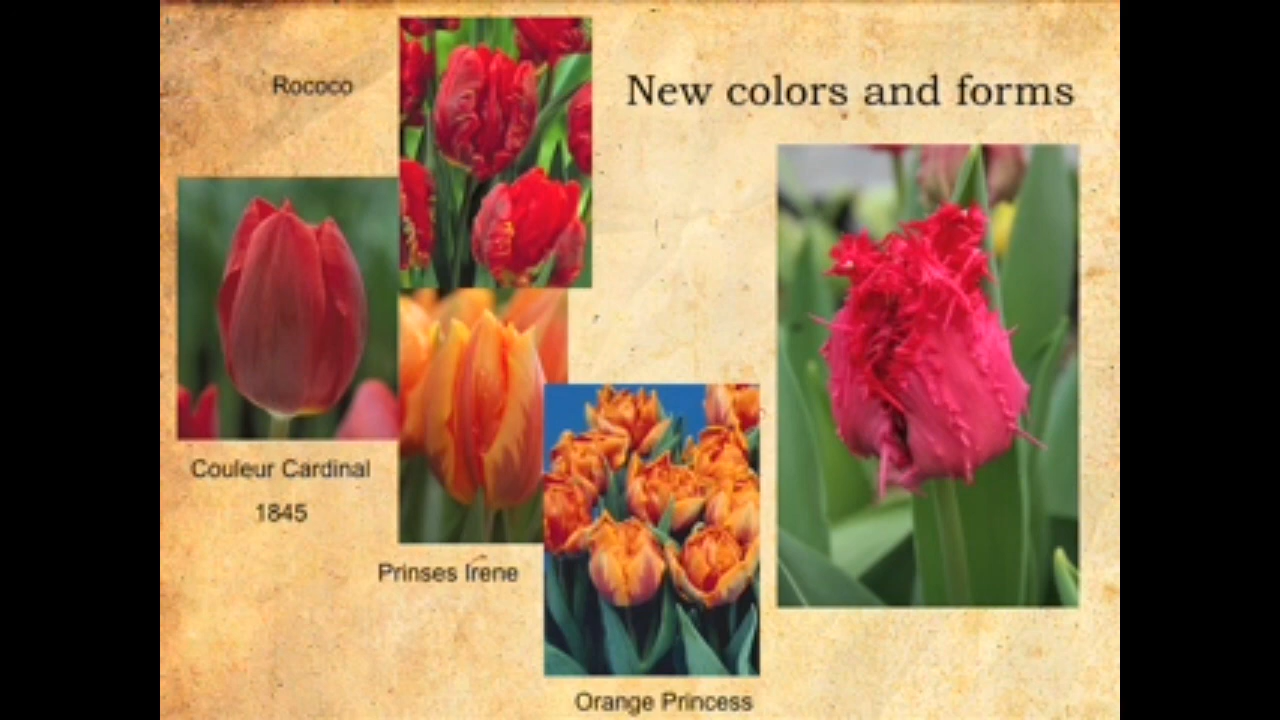 Rococo
New colors and forms
Couleur Cardinal
1845
Prinses Irene
Orange Princess